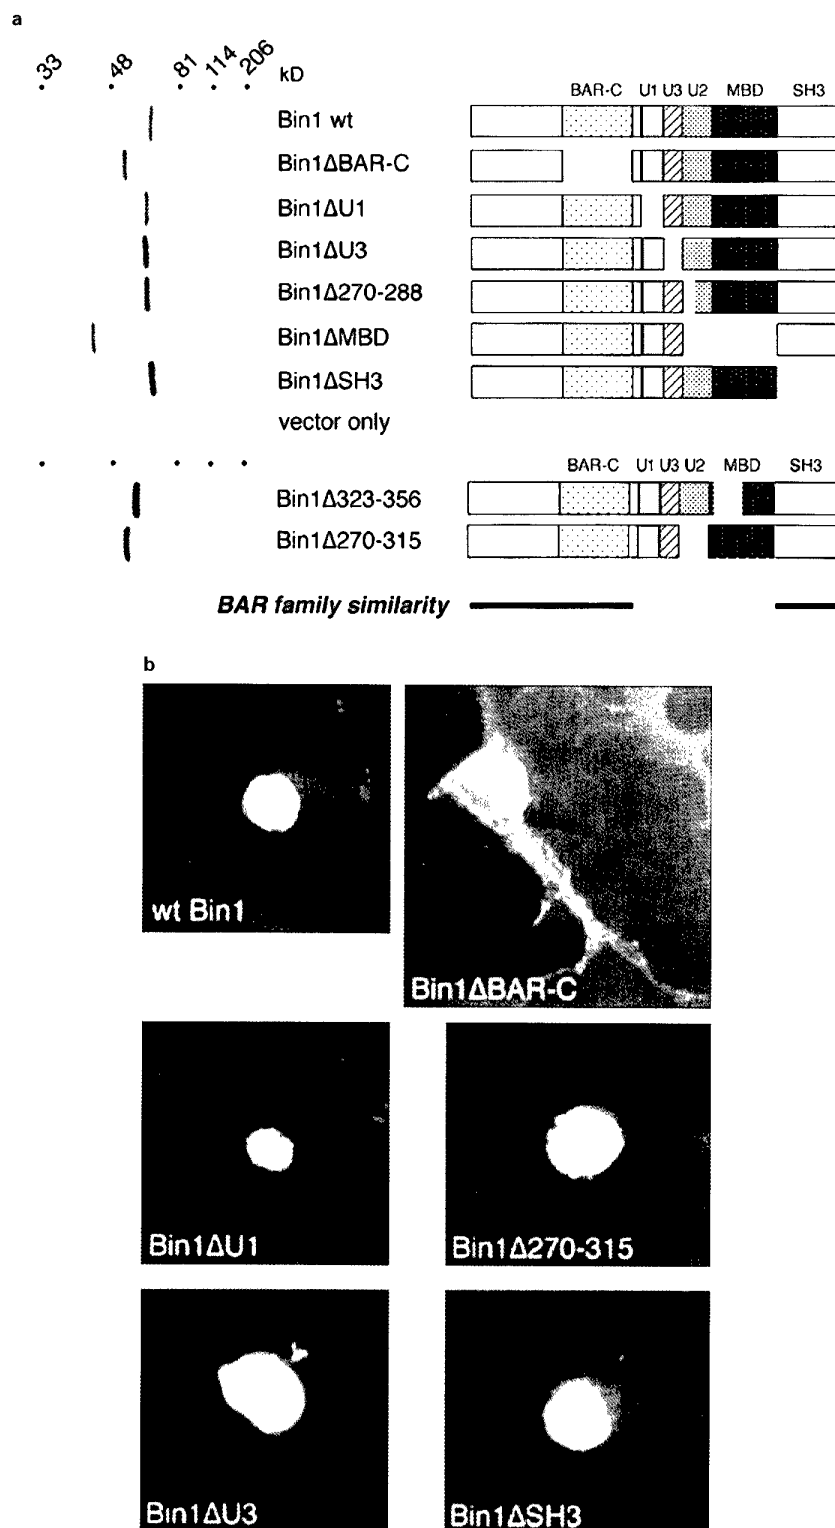 a
33 48 81 114 206 kD
BAR-C U1 U3 U2 MBD SH3
Bin1 wt
Bin1ΔBAR-C
Bin1ΔU1
Bin1ΔU3
Bin1Δ270-288
Bin1ΔMBD
Bin1ΔSH3
vector only
BAR-C U1 U3 U2 MBD SH3
Bin1Δ323-356
Bin1Δ270-315
BAR family similarity
b
wt Bin1
Bin1ΔBAR-C
Bin1ΔU1
Bin1Δ270-315
Bin1ΔU3
Bin1ΔSH3